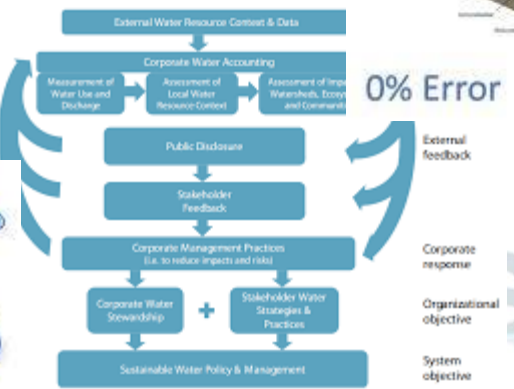 External Water Resource Context & Data
Corporate Water Accounting
Measurement of
Water Use and
Discharge
Assessment of
Local Water
Resource Context
Assessment of
Watersheds,
and
0% Error
Public Disclosure
External
feedback
Stakeholder
Feedback
Corporate Management Practices
(i.e. to reduce impacts and risks)
Corporate
response
Corporate Water
Stewardship
+
Stakeholder Water
Strategies &
Practices
Organizational
objective
Sustainable Water Policy & Management
System
objective